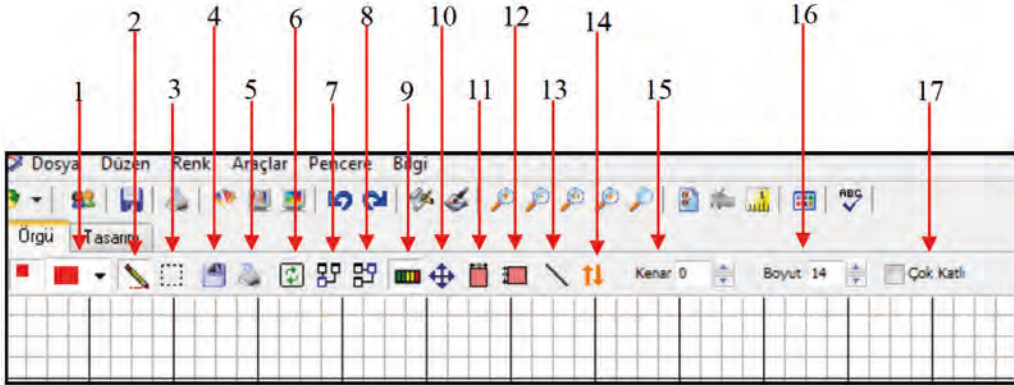 2 4 6 8 10 12 14 16
1 3 5 7 9 11 13 15 17
Dosya Düzen Renk Araçlar Pencere Bilgi
ABC
Örgü Tasarım
Kenar 0 Boyut 14 Çok Katlı